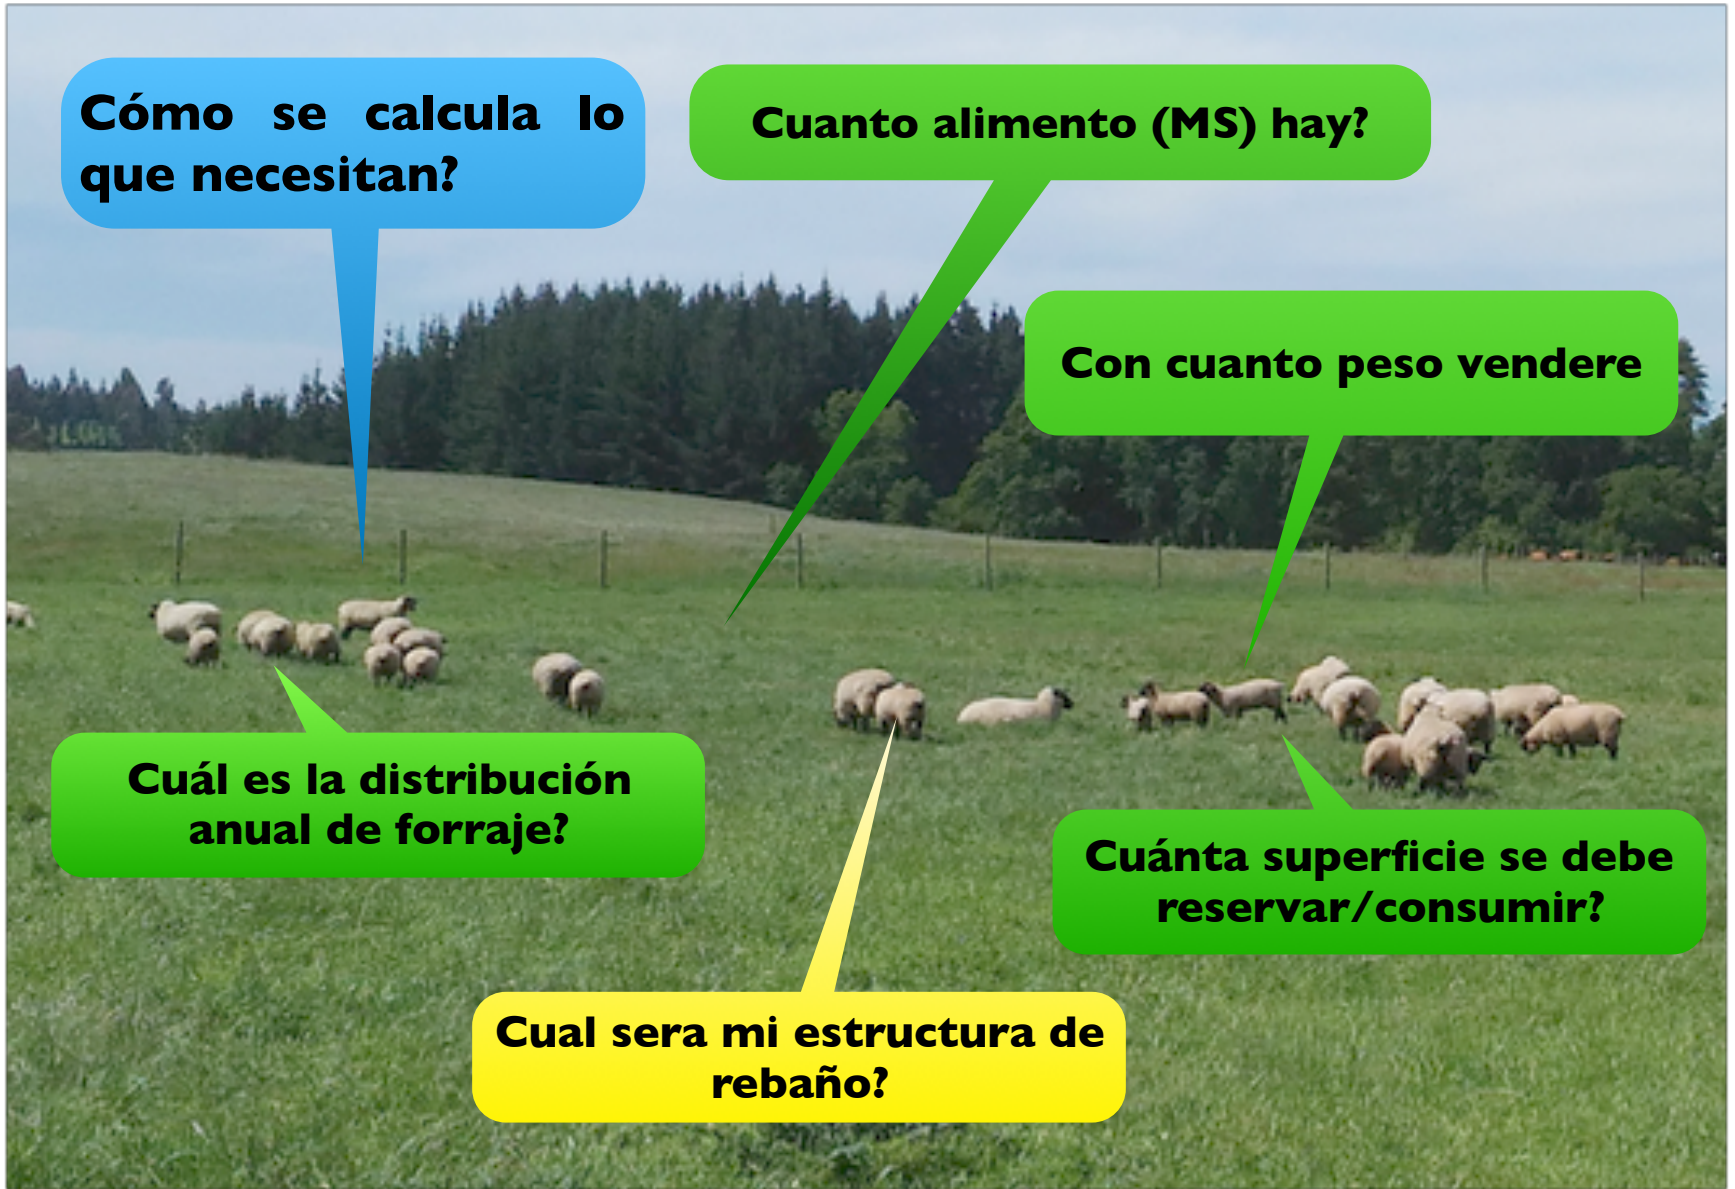 Cómo se calcula lo
que necesitan?
Cuanto alimento (MS) hay?
Con cuanto peso vendere
Cuál es la distribución
anual de forraje?
Cuánta superficie se debe
reservar/consumir?
Cual sera mi estructura de
rebaño?